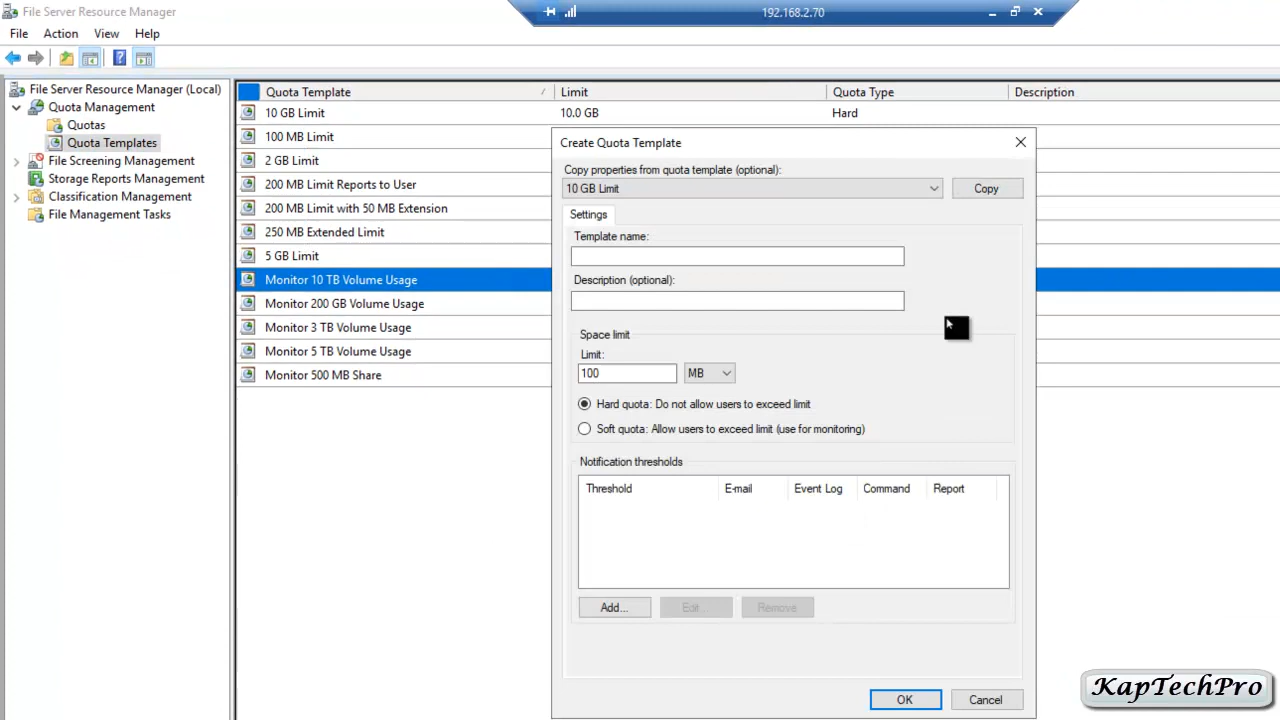 File Server Resource Manager
192.168.2.70
File Action View Help
File Server Resource Manager (Local)
Quota Management
Quotas
Quota Templates
File Screening Management
Storage Reports Management
Classification Management
File Management Tasks
Quota Template Limit Quota Type Description
10 GB Limit 10.0 GB Hard
100 MB Limit
2 GB Limit
200 MB Limit Reports to User
200 MB Limit with 50 MB Extension
250 MB Extended Limit
5 GB Limit
Monitor 10 TB Volume Usage
Monitor 200 GB Volume Usage
Monitor 3 TB Volume Usage
Monitor 5 TB Volume Usage
Monitor 500 MB Share
Create Quota Template
Copy properties from quota template (optional):
10 GB Limit Copy
Settings
Template name:
Description (optional):
Space limit
Limit:
100 MB
Hard quota: Do not allow users to exceed limit
Soft quota: Allow users to exceed limit (use for monitoring)
Notification thresholds
Threshold E-mail Event Log Command Report
Add... Edit... Remove
OK Cancel
KapTechPro